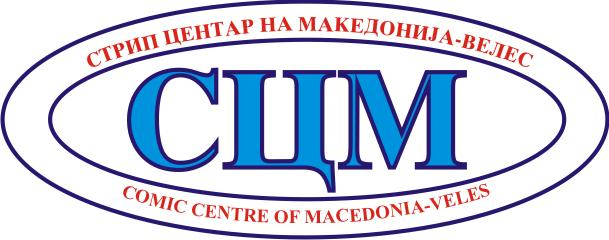 СТРИП ЦЕНТАР НА МАКЕДОНИЈА-ВЕЛЕС
СЦМ
COMIC CENTRE OF MACEDONIA-VELES